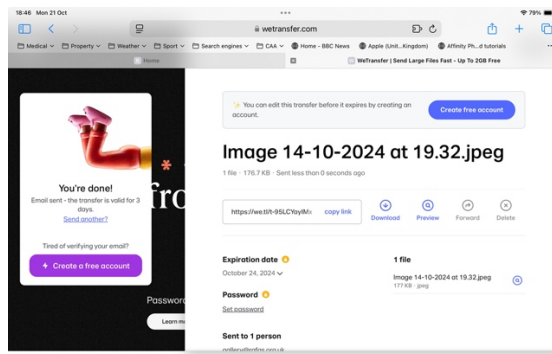 18:46 Mon 21 Oct
79%
wetransfer.com
Medical
Property
Weather
Sport
Search engines
CAA
Home - BBC News
Apple (Unit...Kingdom)
Affinity Ph...d tutorials
Home
WeTransfer | Send Large Files Fast - Up To 2GB Free
You're done!
Email sent - the transfer is valid for 3
days.
Send another?
Tired of verifying your email?
Create a free account
fro
Password
Learn m
You can edit this transfer before it expires by creating an
account.
Create free account
Image 14-10-2024 at 19.32.jpeg
1 file · 176.7 KB · Sent less than 0 seconds ago
copy link
Download
Preview
Forward
Delete
Expiration date
October 24, 2024
Password
Set password
Sent to 1 person
1 file
Image 14-10-2024 at 19.32.jpeg
177 KB · jpeg